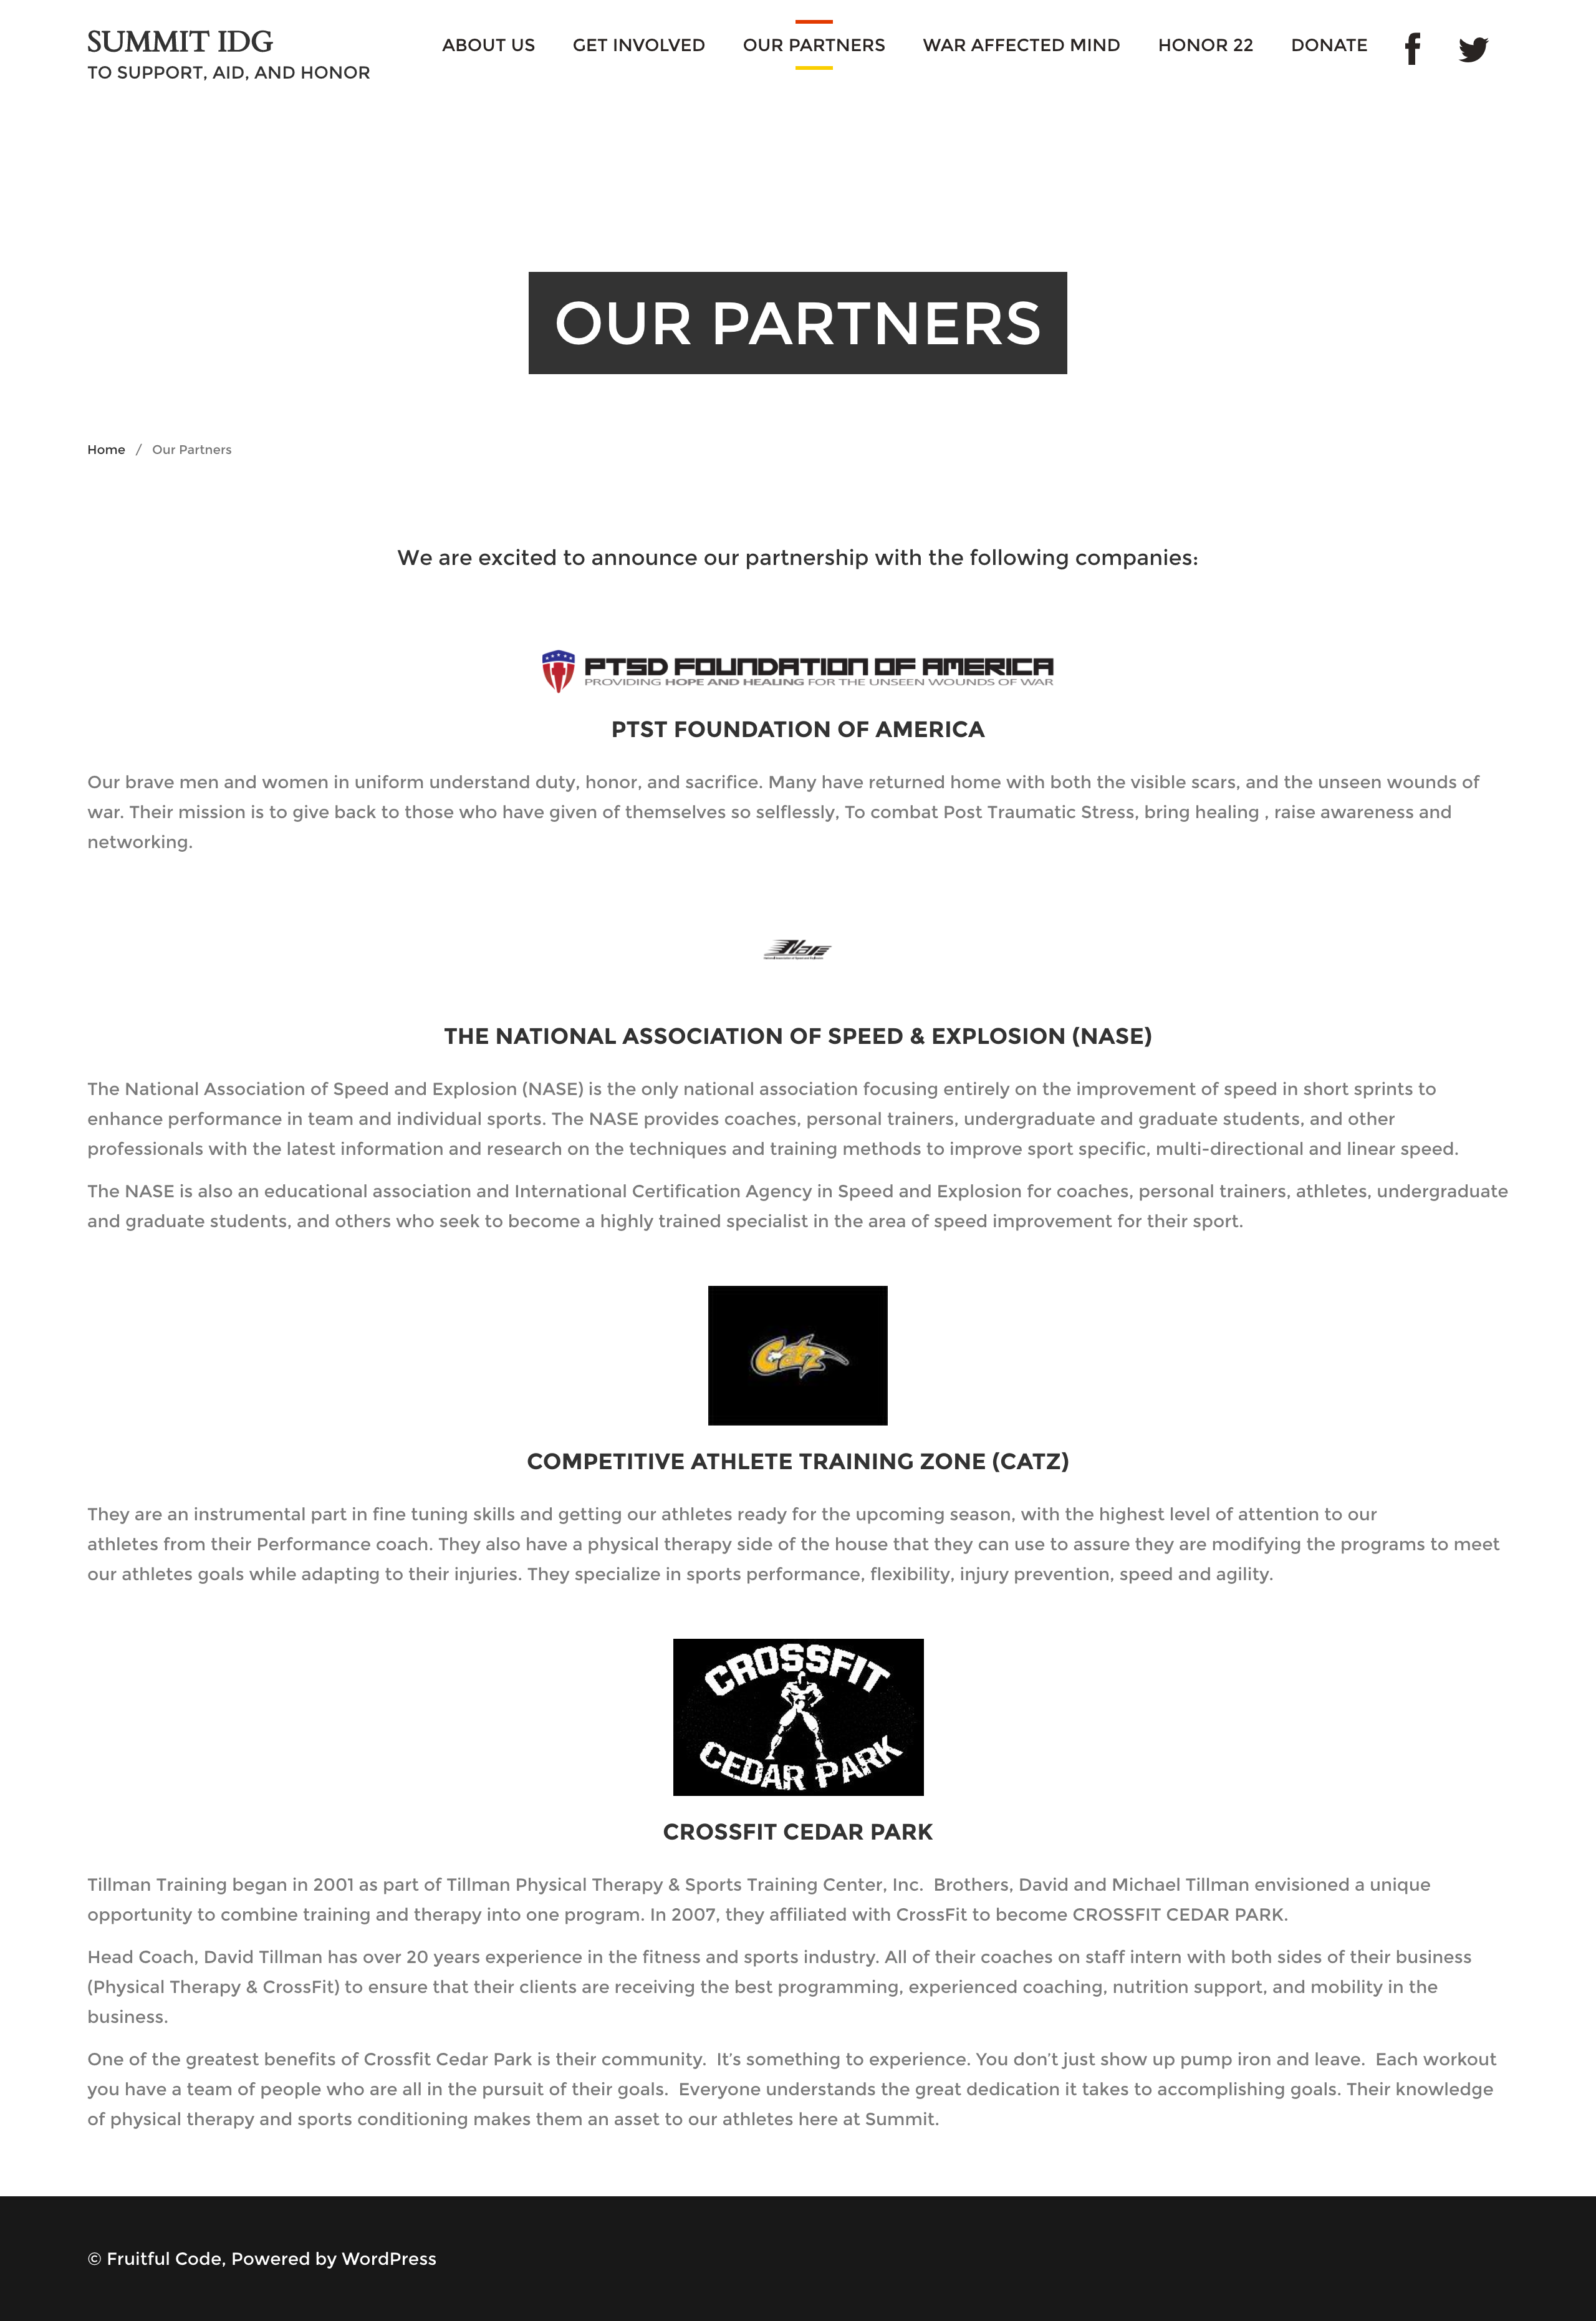 SUMMIT IDG
TO SUPPORT, AID, AND HONOR
ABOUT US GET INVOLVED OUR PARTNERS WAR AFFECTED MIND HONOR 22 DONATE
OUR PARTNERS
Home / Our Partners
We are excited to announce our partnership with the following companies:
PTSD FOUNDATION OF AMERICA
PROVIDING HOPE AND HEALING FOR THE UNSEEN WOUNDS OF WAR
PTST FOUNDATION OF AMERICA
Our brave men and women in uniform understand duty, honor, and sacrifice. Many have returned home with both the visible scars, and the unseen wounds of
war. Their mission is to give back to those who have given of themselves so selflessly, To combat Post Traumatic Stress, bring healing , raise awareness and
networking.
THE NATIONAL ASSOCIATION OF SPEED & EXPLOSION (NASE)
The National Association of Speed and Explosion (NASE) is the only national association focusing entirely on the improvement of speed in short sprints to
enhance performance in team and individual sports. The NASE provides coaches, personal trainers, undergraduate and graduate students, and other
professionals with the latest information and research on the techniques and training methods to improve sport specific, multi-directional and linear speed.
The NASE is also an educational association and International Certification Agency in Speed and Explosion for coaches, personal trainers, athletes, undergraduate
and graduate students, and others who seek to become a highly trained specialist in the area of speed improvement for their sport.
Catz
COMPETITIVE ATHLETE TRAINING ZONE (CATZ)
They are an instrumental part in fine tuning skills and getting our athletes ready for the upcoming season, with the highest level of attention to our
athletes from their Performance coach. They also have a physical therapy side of the house that they can use to assure they are modifying the programs to meet
our athletes goals while adapting to their injuries. They specialize in sports performance, flexibility, injury prevention, speed and agility.
CROSSFIT
CEDAR PARK
CROSSFIT CEDAR PARK
Tillman Training began in 2001 as part of Tillman Physical Therapy & Sports Training Center, Inc.  Brothers, David and Michael Tillman envisioned a unique
opportunity to combine training and therapy into one program. In 2007, they affiliated with CrossFit to become CROSSFIT CEDAR PARK.
Head Coach, David Tillman has over 20 years experience in the fitness and sports industry. All of their coaches on staff intern with both sides of their business
(Physical Therapy & CrossFit) to ensure that their clients are receiving the best programming, experienced coaching, nutrition support, and mobility in the
business.
One of the greatest benefits of Crossfit Cedar Park is their community.  It’s something to experience. You don’t just show up pump iron and leave.  Each workout
you have a team of people who are all in the pursuit of their goals.  Everyone understands the great dedication it takes to accomplishing goals. Their knowledge
of physical therapy and sports conditioning makes them an asset to our athletes here at Summit.
© Fruitful Code, Powered by WordPress